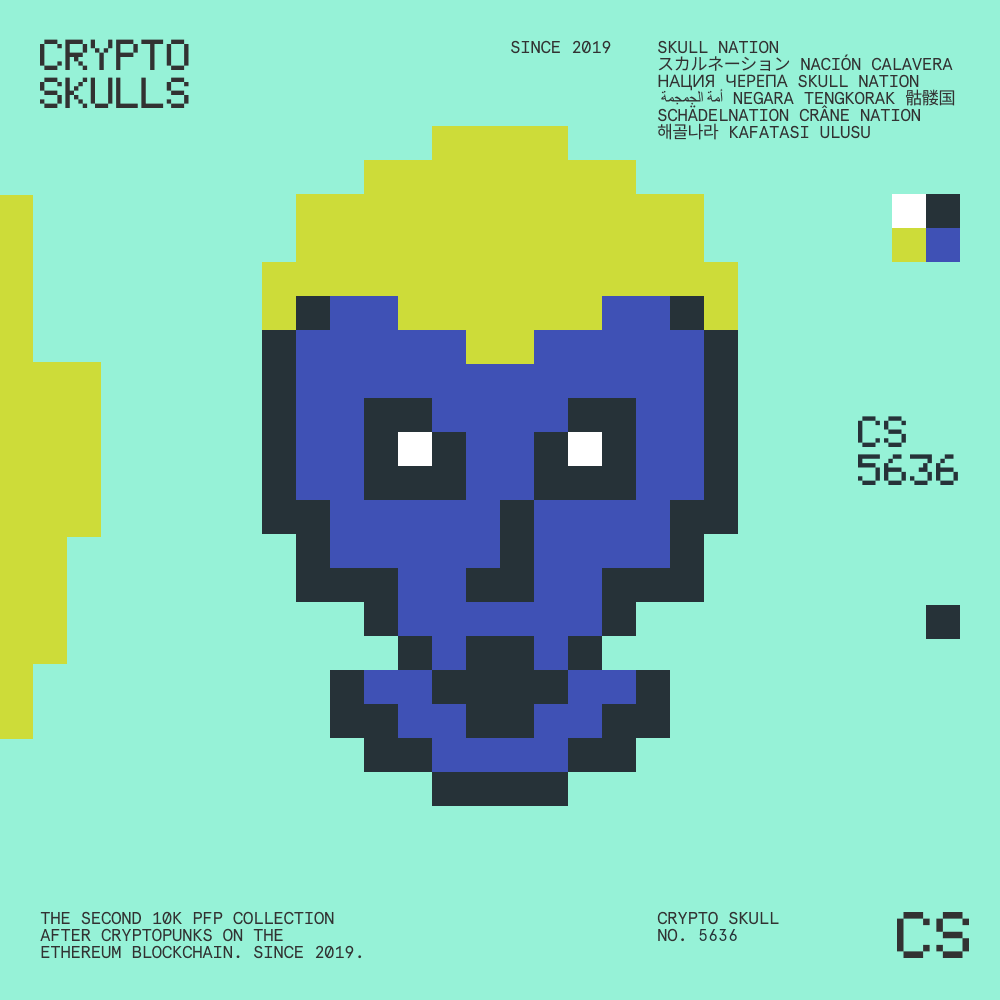 CRYPTO
SKULLS
SINCE 2019
SKULL NATION
スカルネーション NACIÓN CALAVERA
НАЦИЯ ЧЕРЕПА SKULL NATION
أمة الجمجمة NEGARA TENGKORAK 骷髅国
SCHÄDELNATION CRÂNE NATION
해골나라 KAFATASI ULUSU
CS
5636
THE SECOND 10K PFP COLLECTION
AFTER CRYPTOPUNKS ON THE
ETHEREUM BLOCKCHAIN. SINCE 2019.
CRYPTO SKULL
NO. 5636
CS